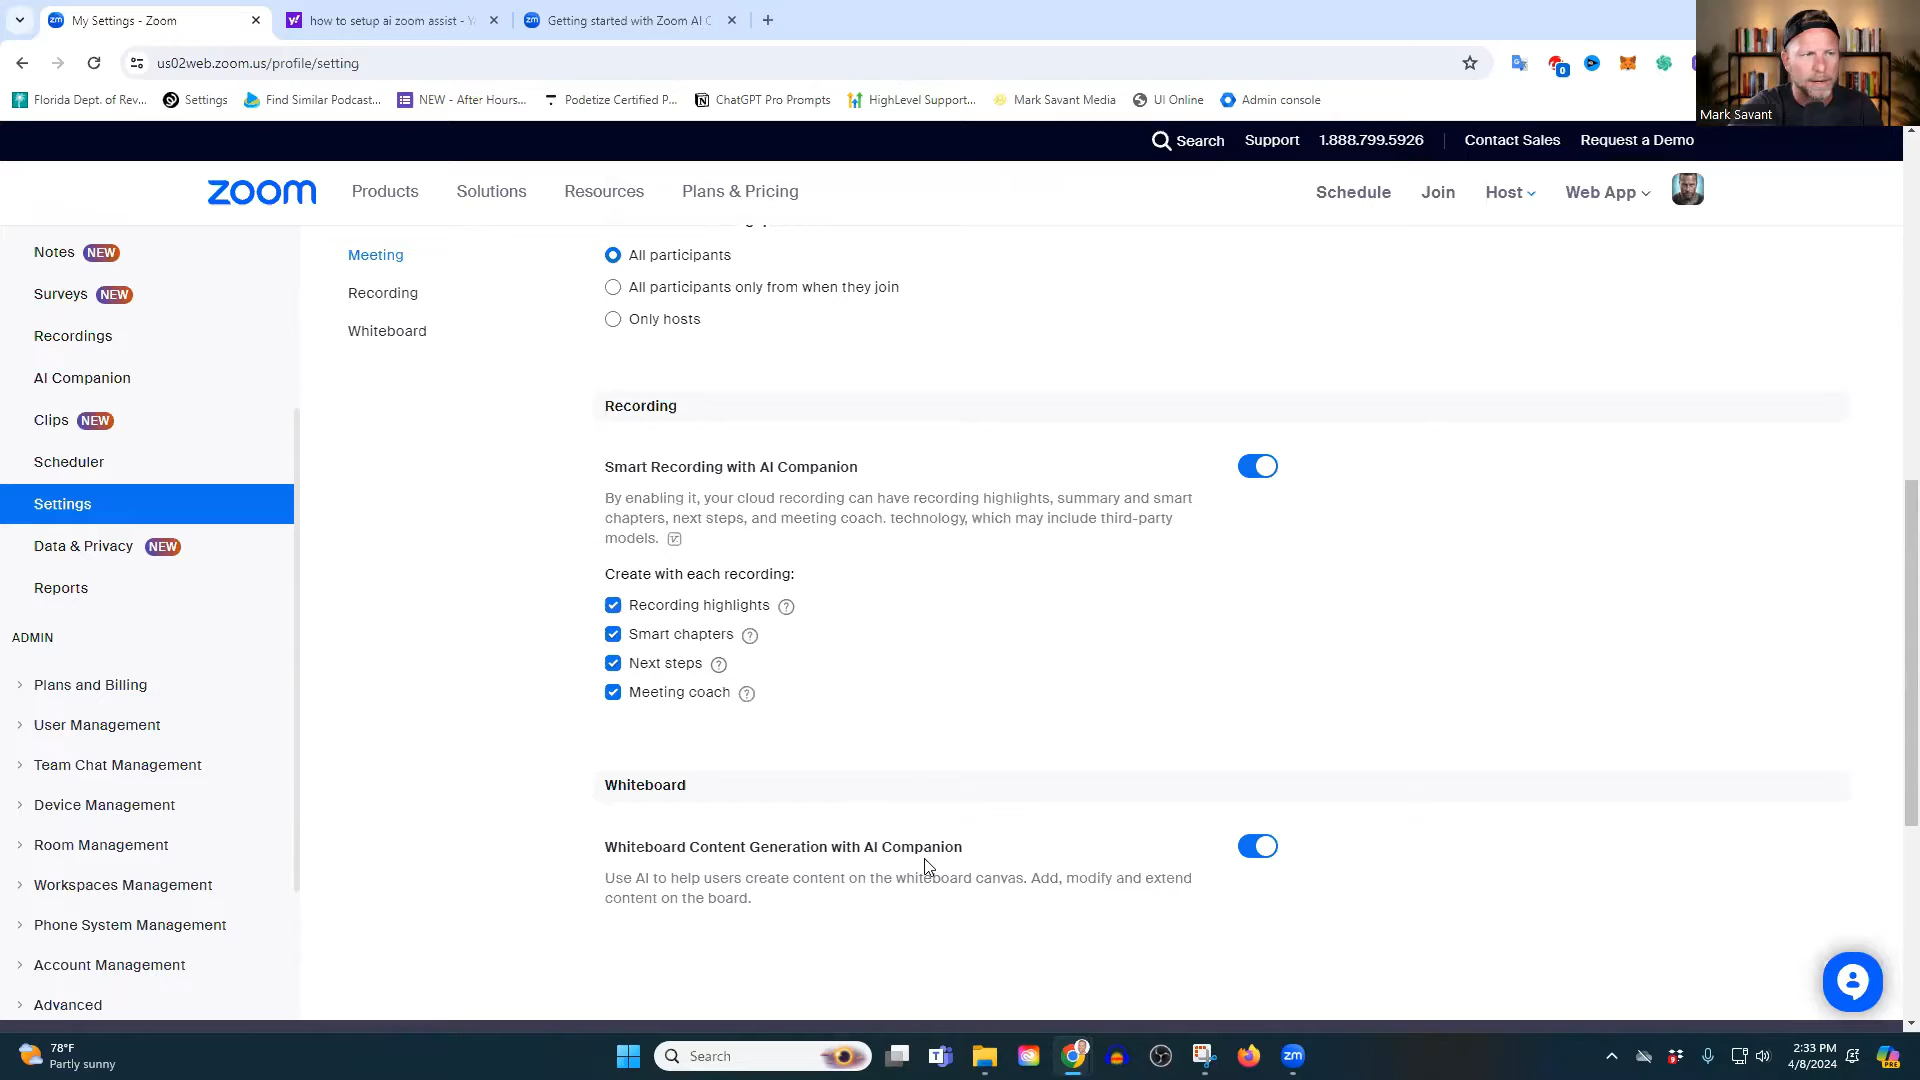 My Settings - Zoom
how to setup ai zoom assist - Y
Getting started with Zoom AI C
us02web.zoom.us/profile/setting
0
Florida Dept. of Rev...
Settings
Find Similar Podcast...
NEW - After Hours...
Podetize Certified P...
ChatGPT Pro Prompts
HighLevel Support...
Mark Savant Media
UI Online
Admin console
Mark Savant
Search
Support
1.888.799.5926
Contact Sales
Request a Demo
zoom
Products
Solutions
Resources
Plans & Pricing
Schedule
Join
Host
Web App
Notes NEW
Surveys NEW
Recordings
AI Companion
Clips NEW
Scheduler
Settings
Data & Privacy NEW
Reports
ADMIN
Plans and Billing
User Management
Team Chat Management
Device Management
Room Management
Workspaces Management
Phone System Management
Account Management
Advanced
Meeting
Recording
Whiteboard
All participants
All participants only from when they join
Only hosts
Recording
Smart Recording with AI Companion
By enabling it, your cloud recording can have recording highlights, summary and smart
chapters, next steps, and meeting coach. technology, which may include third-party
models.
Create with each recording:
Recording highlights
Smart chapters
Next steps
Meeting coach
Whiteboard
Whiteboard Content Generation with AI Companion
Use AI to help users create content on the whiteboard canvas. Add, modify and extend
content on the board.
78°F
Partly sunny
Search
zm
2:33 PM
4/8/2024